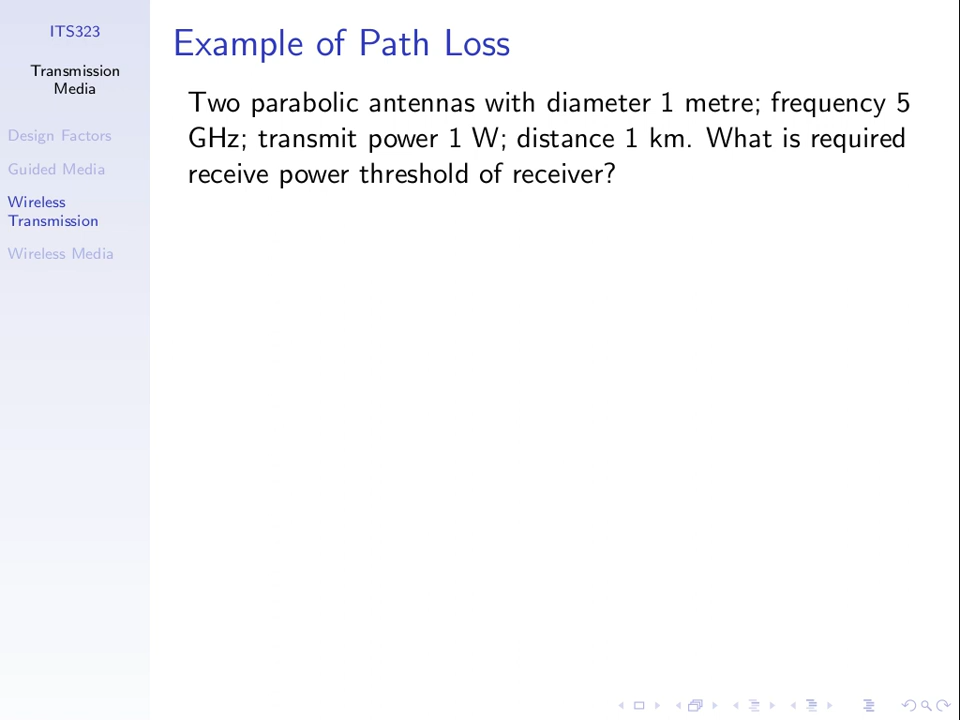 ITS323
Transmission
Media
Design Factors
Guided Media
Wireless
Transmission
Wireless Media
Example of Path Loss
Two parabolic antennas with diameter 1 metre; frequency 5
GHz; transmit power 1 W; distance 1 km. What is required
receive power threshold of receiver?